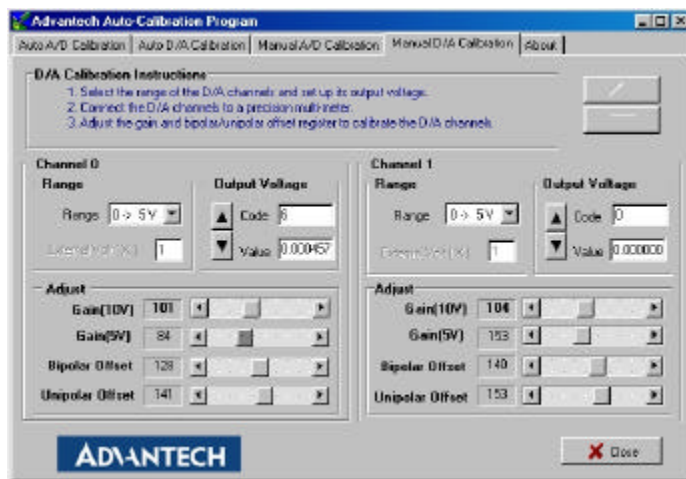 Advantech Auto-Calibration Program
Auto A/D Calibration Auto D/A Calibration Manual A/D Calibration Manual D/A Calibration About
D/A Calibration Instructions
1. Select the range of the D/A channels and set up its output voltage.
2. Connect the D/A channels to a precision multi-meter.
3. Adjust the gain and bipolar/unipolar offset register to calibrate the D/A channels.
Channel 0
Range
Range 0 -> 5 V
1
Output Voltage
Code 6
Value 0.000457
Adjust
Gain(10V) 101
Gain(5V) 84
Bipolar Offset 128
Unipolar Offset 141
Channel 1
Range
Range 0 -> 5 V
1
Output Voltage
Code 0
Value 0.000000
Adjust
Gain(10V) 104
Gain(5V) 153
Bipolar Offset 140
Unipolar Offset 153
ADVANTECH
Close